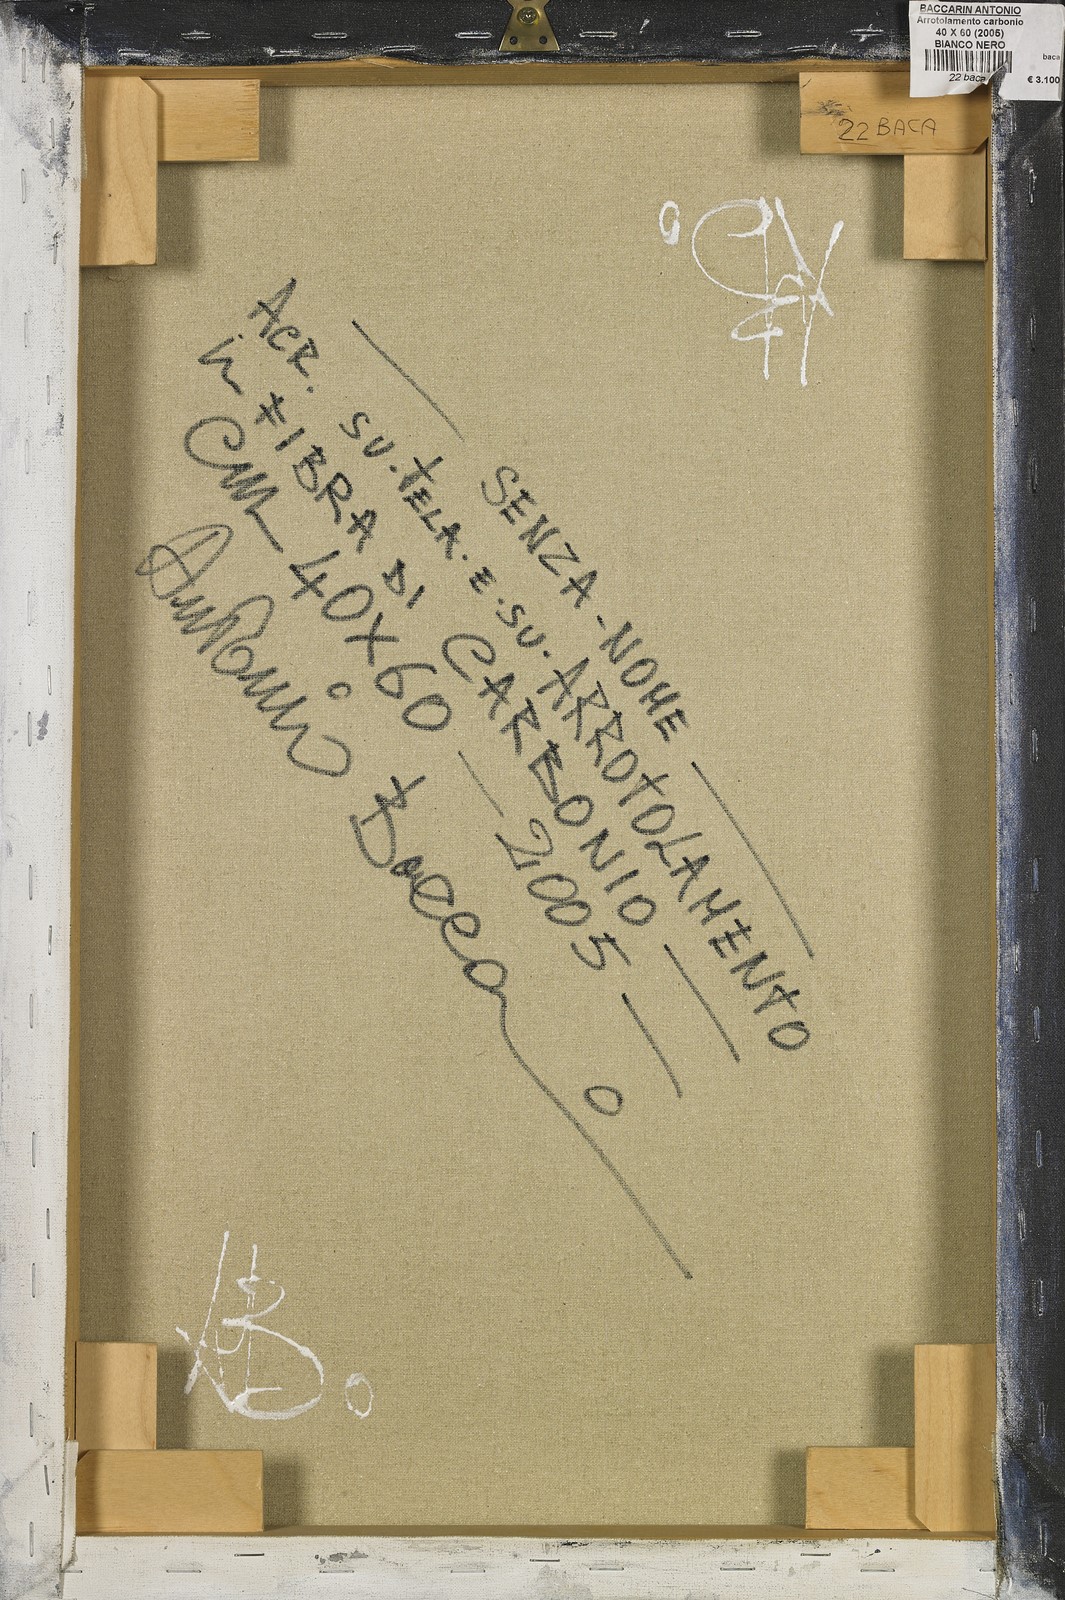 BACCARIN ANTONIO
Arrotolamento carbonio
40 X 60 (2005)
BIANCO NERO
baca
22 baca
€ 3.100
22 BACA
SENZA-NOME
ACR. SU.TELA.E.SU.ARROTOLAMENTO
in FIBRA DI CARBONIO
Cm 40X60 — 2005
Antonio Bacca